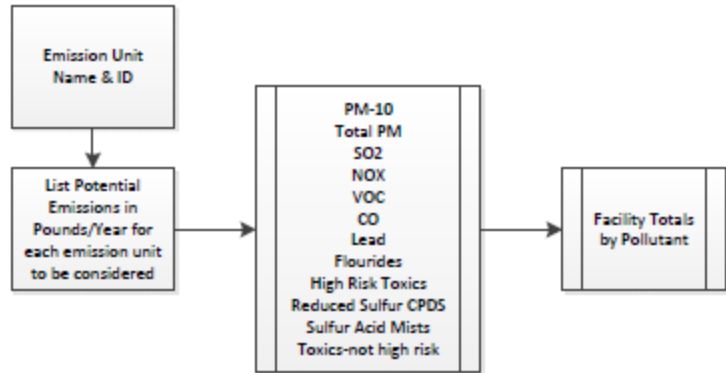 Emission Unit
Name & ID
List Potential
Emissions in
Pounds/Year for
each emission unit
to be considered
PM-10
Total PM
SO2
NOX
VOC
CO
Lead
Flourides
High Risk Toxics
Reduced Sulfur CPDS
Sulfur Acid Mists
Toxics-not high risk
Facility Totals
by Pollutant